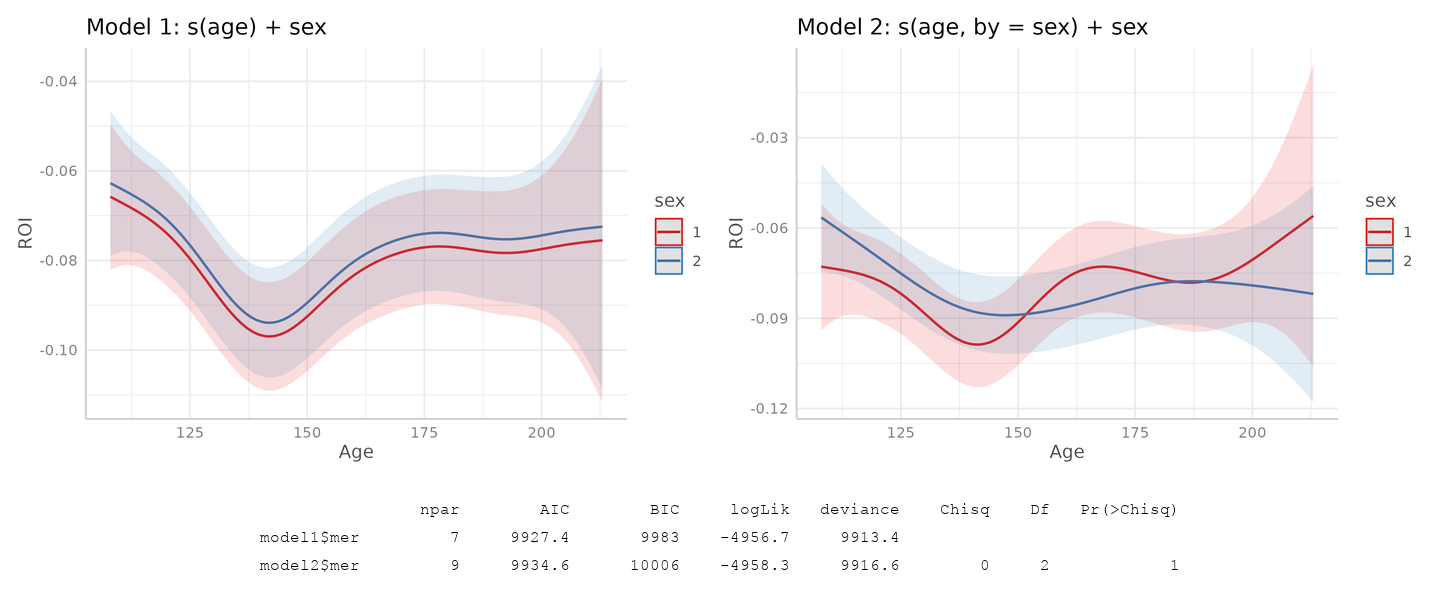 Model 1: s(age) + sex
-0.04
-0.06
-0.08
-0.10
ROI
125 150 175 200
Age
sex
1
2
Model 2: s(age, by = sex) + sex
-0.03
-0.06
-0.09
-0.12
ROI
125 150 175 200
Age
sex
1
2
npar AIC BIC logLik deviance Chisq Df Pr(>Chisq)
model1$mer 7 9927.4 9983 -4956.7 9913.4
model2$mer 9 9934.6 10006 -4958.3 9916.6 0 2 1